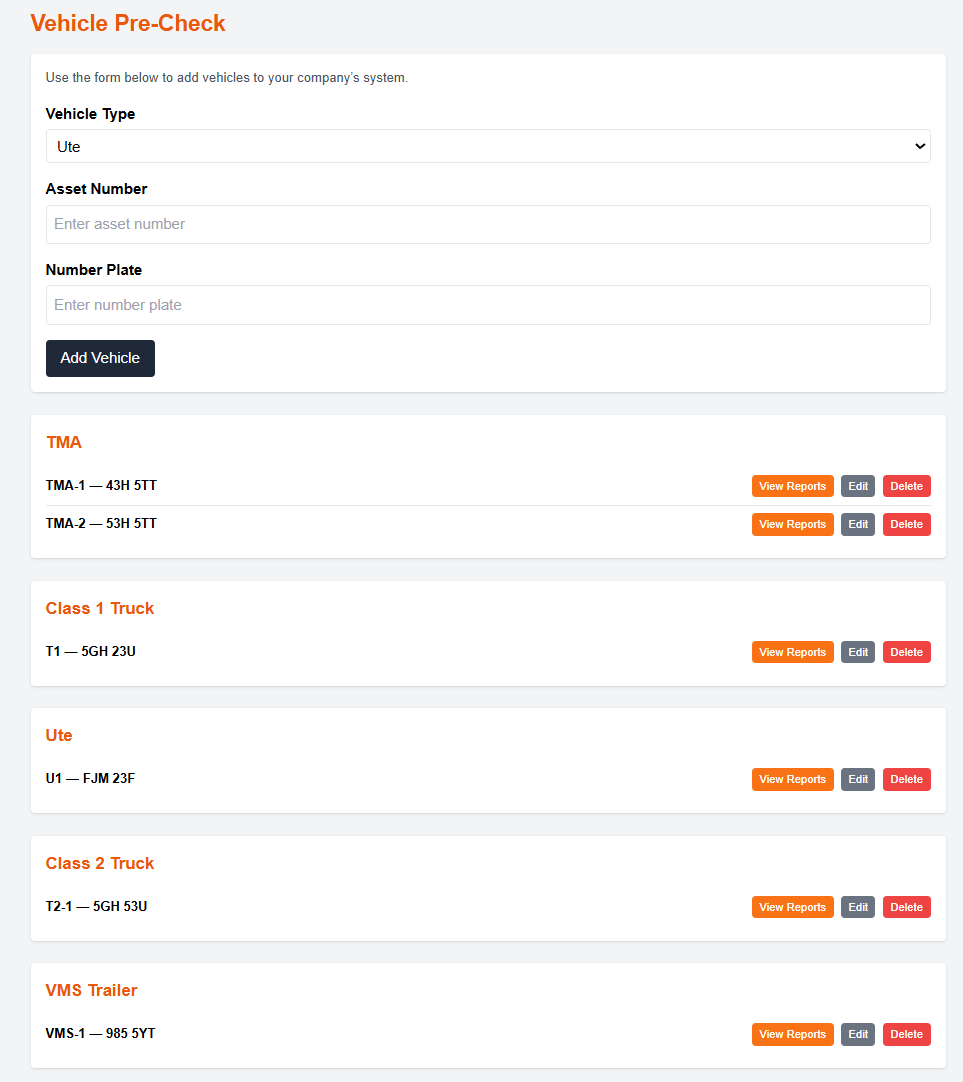 Vehicle Pre-Check
Use the form below to add vehicles to your company's system.
Vehicle Type
Ute
Asset Number
Enter asset number
Number Plate
Enter number plate
Add Vehicle
TMA
TMA-1 — 43H 5TT View Reports Edit Delete
TMA-2 — 53H 5TT View Reports Edit Delete
Class 1 Truck
T1 — 5GH 23U View Reports Edit Delete
Ute
U1 — FJM 23F View Reports Edit Delete
Class 2 Truck
T2-1 — 5GH 53U View Reports Edit Delete
VMS Trailer
VMS-1 — 985 5YT View Reports Edit Delete